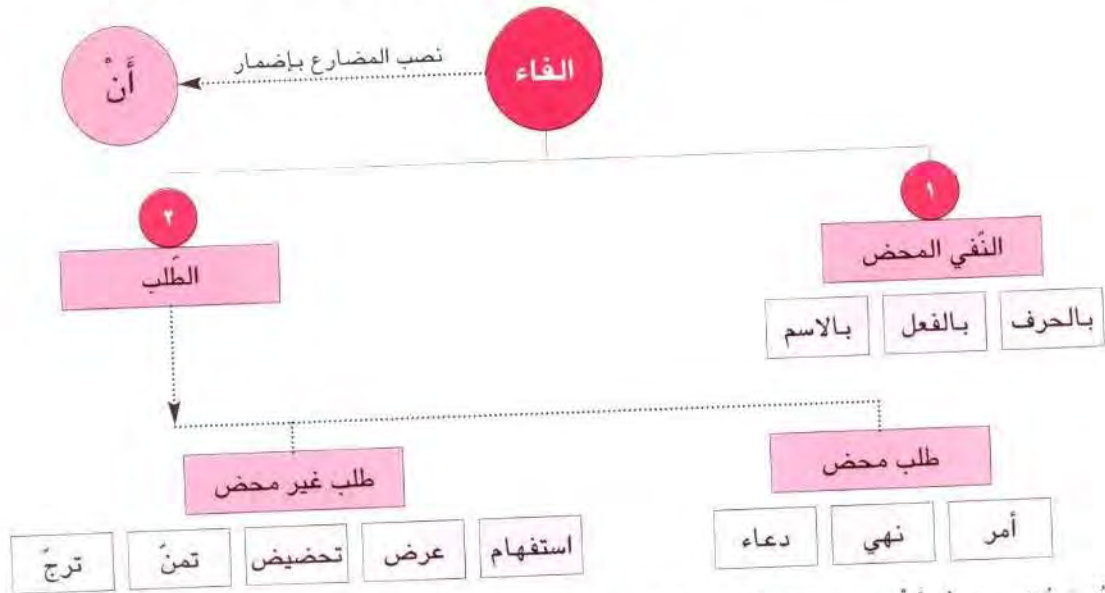 الفاء
نصب المضارع بإضمار
أَنْ
١
النّفي المحض
بالحرف
بالفعل
بالاسم
٢
الطّلب
طلب محض
أمر
نهي
دعاء
طلب غير محض
استفهام
عرض
تحضيض
تمنّ
ترجّ